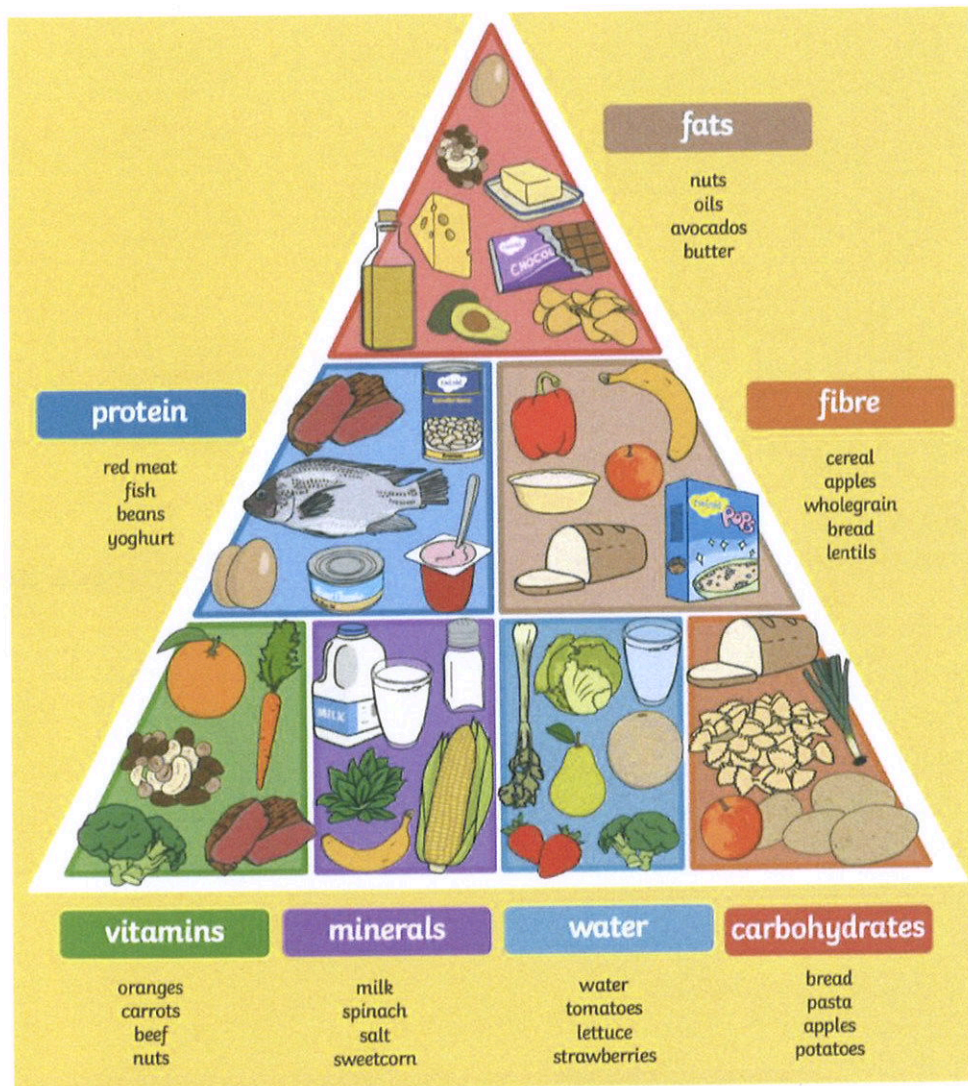 fats
nuts
oils
avocados
butter
CHOCOL
protein
red meat
fish
beans
yoghurt
fibre
cereal
apples
wholegrain
bread
lentils
POPS
MILK
vitamins
oranges
carrots
beef
nuts
minerals
milk
spinach
salt
sweetcorn
water
water
tomatoes
lettuce
strawberries
carbohydrates
bread
pasta
apples
potatoes